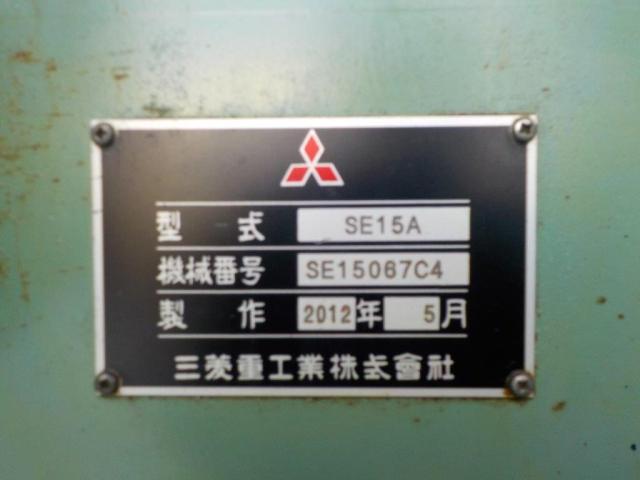 型式 SE15A
機械番号 SE15067C4
製作 2012年 5月
三菱重工業株式會社